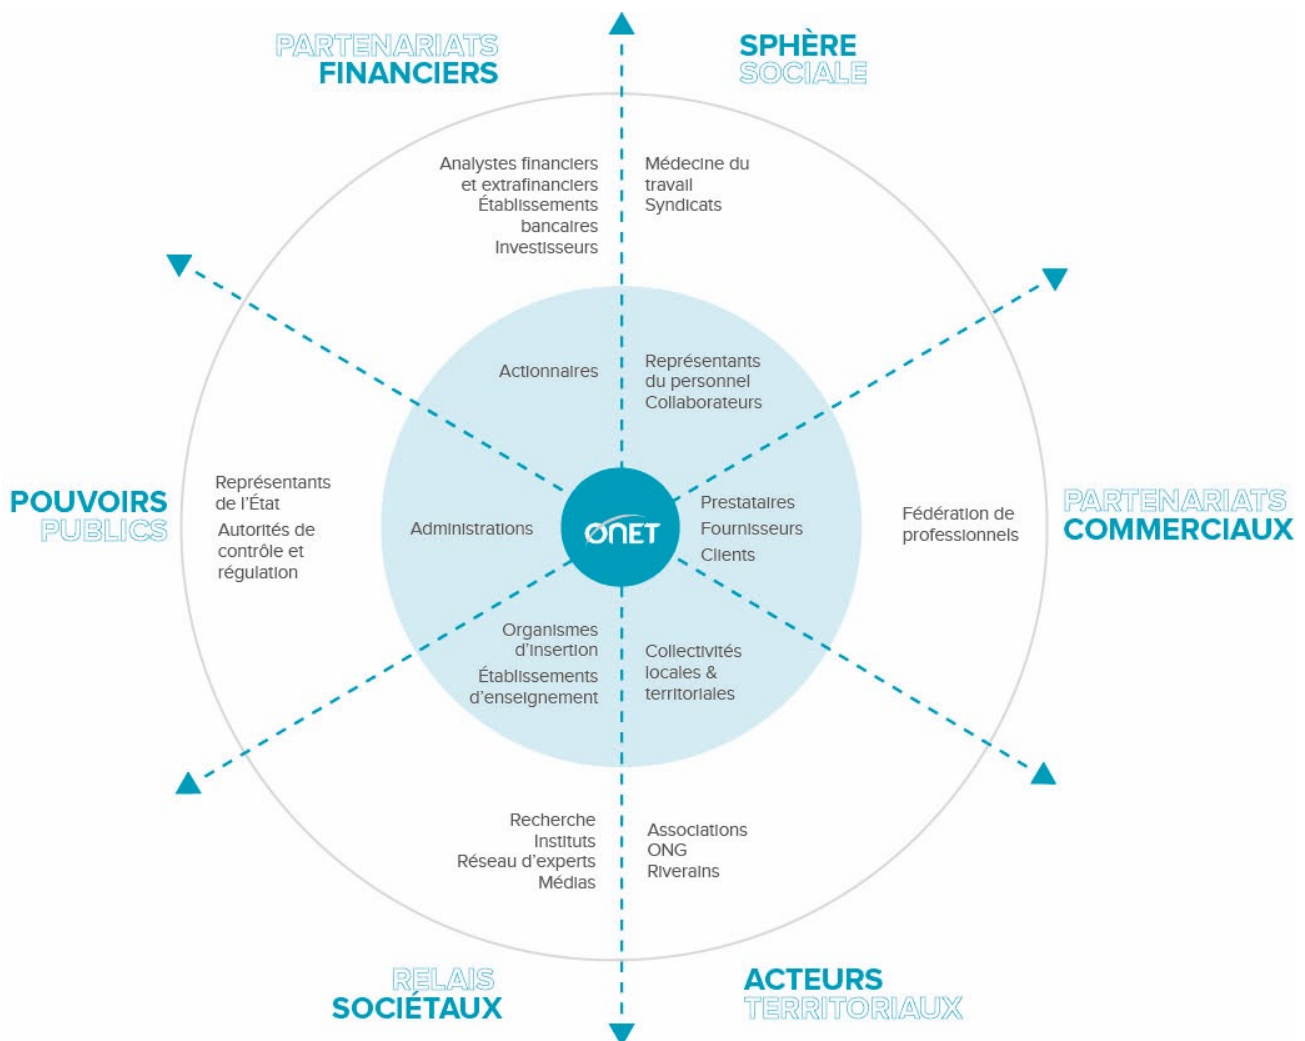 PARTENARIATS
FINANCIERS
SPHÈRE
SOCIALE
Analystes financiers
et extrafinanciers
Établissements
bancaires
Investisseurs
Médecine du
travail
Syndicats
Actionnaires
Représentants
du personnel
Collaborateurs
POUVOIRS
PUBLICS
Représentants
de l’État
Autorités de
contrôle et
régulation
Administrations
ONET
Prestataires
Fournisseurs
Clients
Fédération de
professionnels
PARTENARIATS
COMMERCIAUX
Organismes
d’insertion
Établissements
d’enseignement
Collectivités
locales &
territoriales
Recherche
Instituts
Réseau d’experts
Médias
Associations
ONG
Riverains
RELAIS
SOCIÉTAUX
ACTEURS
TERRITORIAUX